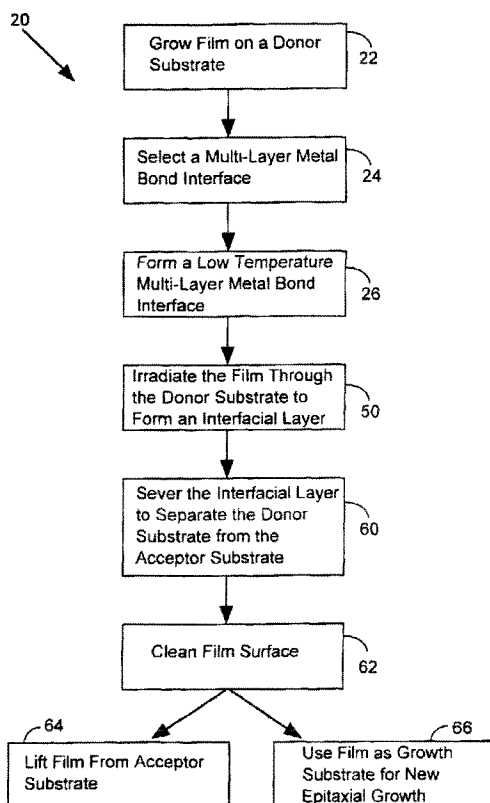 20
Grow Film on a Donor
Substrate
22
Select a Multi-Layer Metal
Bond Interface
24
Form a Low Temperature
Multi-Layer Metal Bond
Interface
26
Irradiate the Film Through
the Donor Substrate to
Form an Interfacial Layer
50
Sever the Interfacial Layer
to Separate the Donor
Substrate from the
Acceptor Substrate
60
Clean Film Surface
62
64
Lift Film From Acceptor
Substrate
66
Use Film as Growth
Substrate for New
Epitaxial Growth